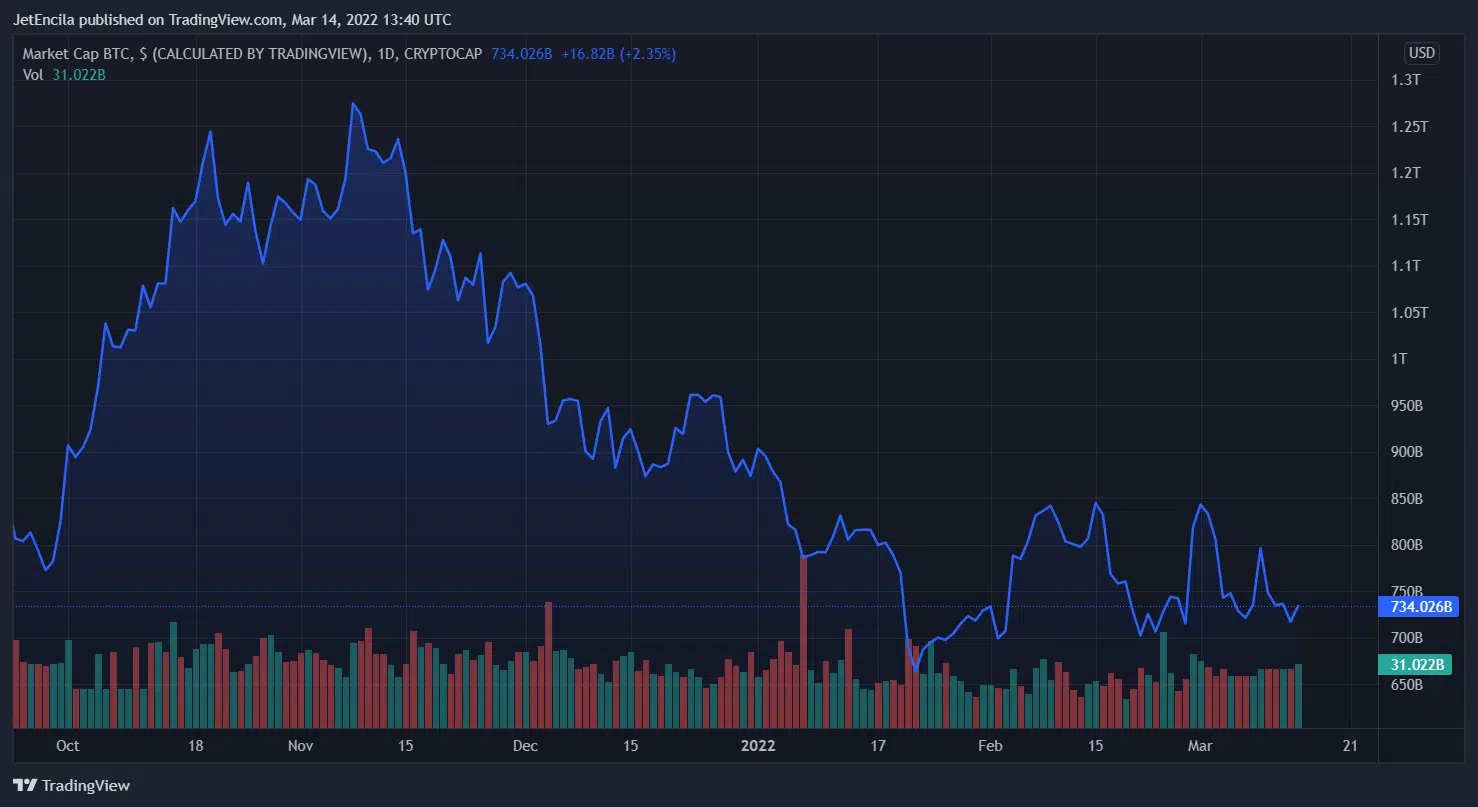 JetEncila published on TradingView.com, Mar 14, 2022 13:40 UTC
Market Cap BTC, $ (CALCULATED BY TRADINGVIEW), 1D, CRYPTOCAP 734.026B +16.82B (+2.35%)
Vol 31.022B
USD
1.3T
1.25T
1.2T
1.15T
1.1T
1.05T
1T
950B
900B
850B
800B
750B
734.026B
700B
31.022B
650B
Oct 18 Nov 15 Dec 15 2022 17 Feb 15 Mar 21
TradingView